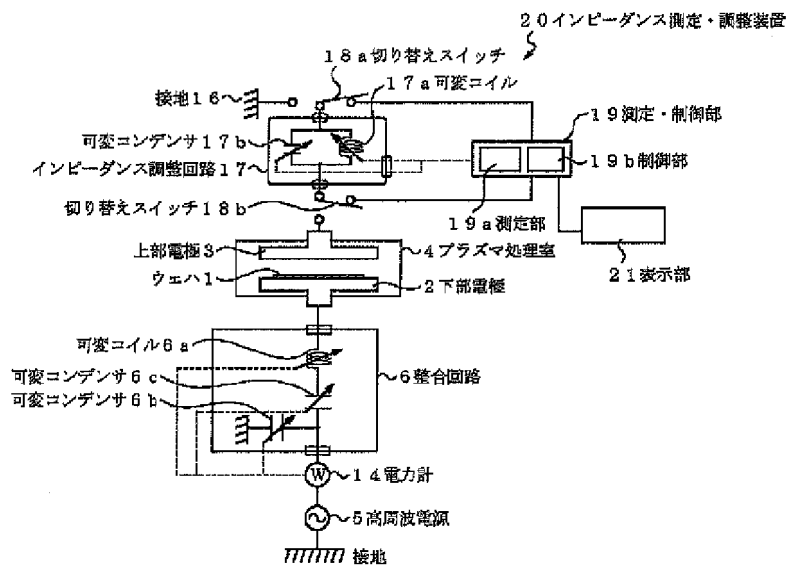 20インピーダンス測定・調整装置
18a切り替えスイッチ
17a可変コイル
接地16
19測定・制御部
可変コンデンサ17b
19b制御部
インピーダンス調整回路17
切り替えスイッチ18b
19a測定部
上部電極3
4プラズマ処理室
ウェハ1
2下部電極
21表示部
可変コイル6a
可変コンデンサ6c
6整合回路
可変コンデンサ6b
W
14電力計
5高周波電源
接地